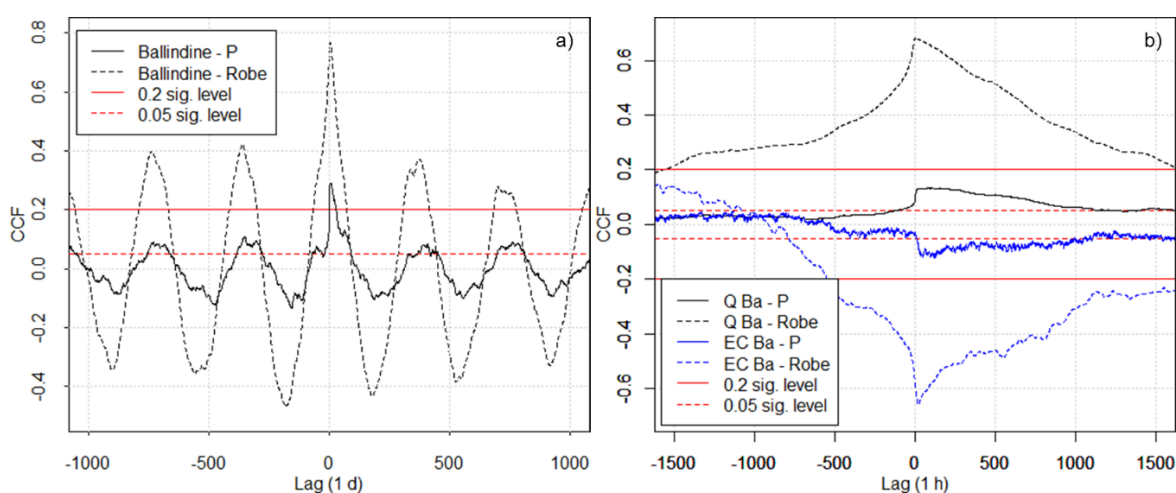 a)
Ballindine - P
Ballindine - Robe
0.2 sig. level
0.05 sig. level
CCF
0.8
0.6
0.4
0.2
0.0
-0.2
-0.4
-1000 -500 0 500 1000
Lag (1 d)
b)
CCF
0.6
0.4
0.2
0.0
-0.2
-0.4
-0.6
Q Ba - P
Q Ba - Robe
EC Ba - P
EC Ba - Robe
0.2 sig. level
0.05 sig. level
-1500 -1000 -500 0 500 1000 1500
Lag (1 h)